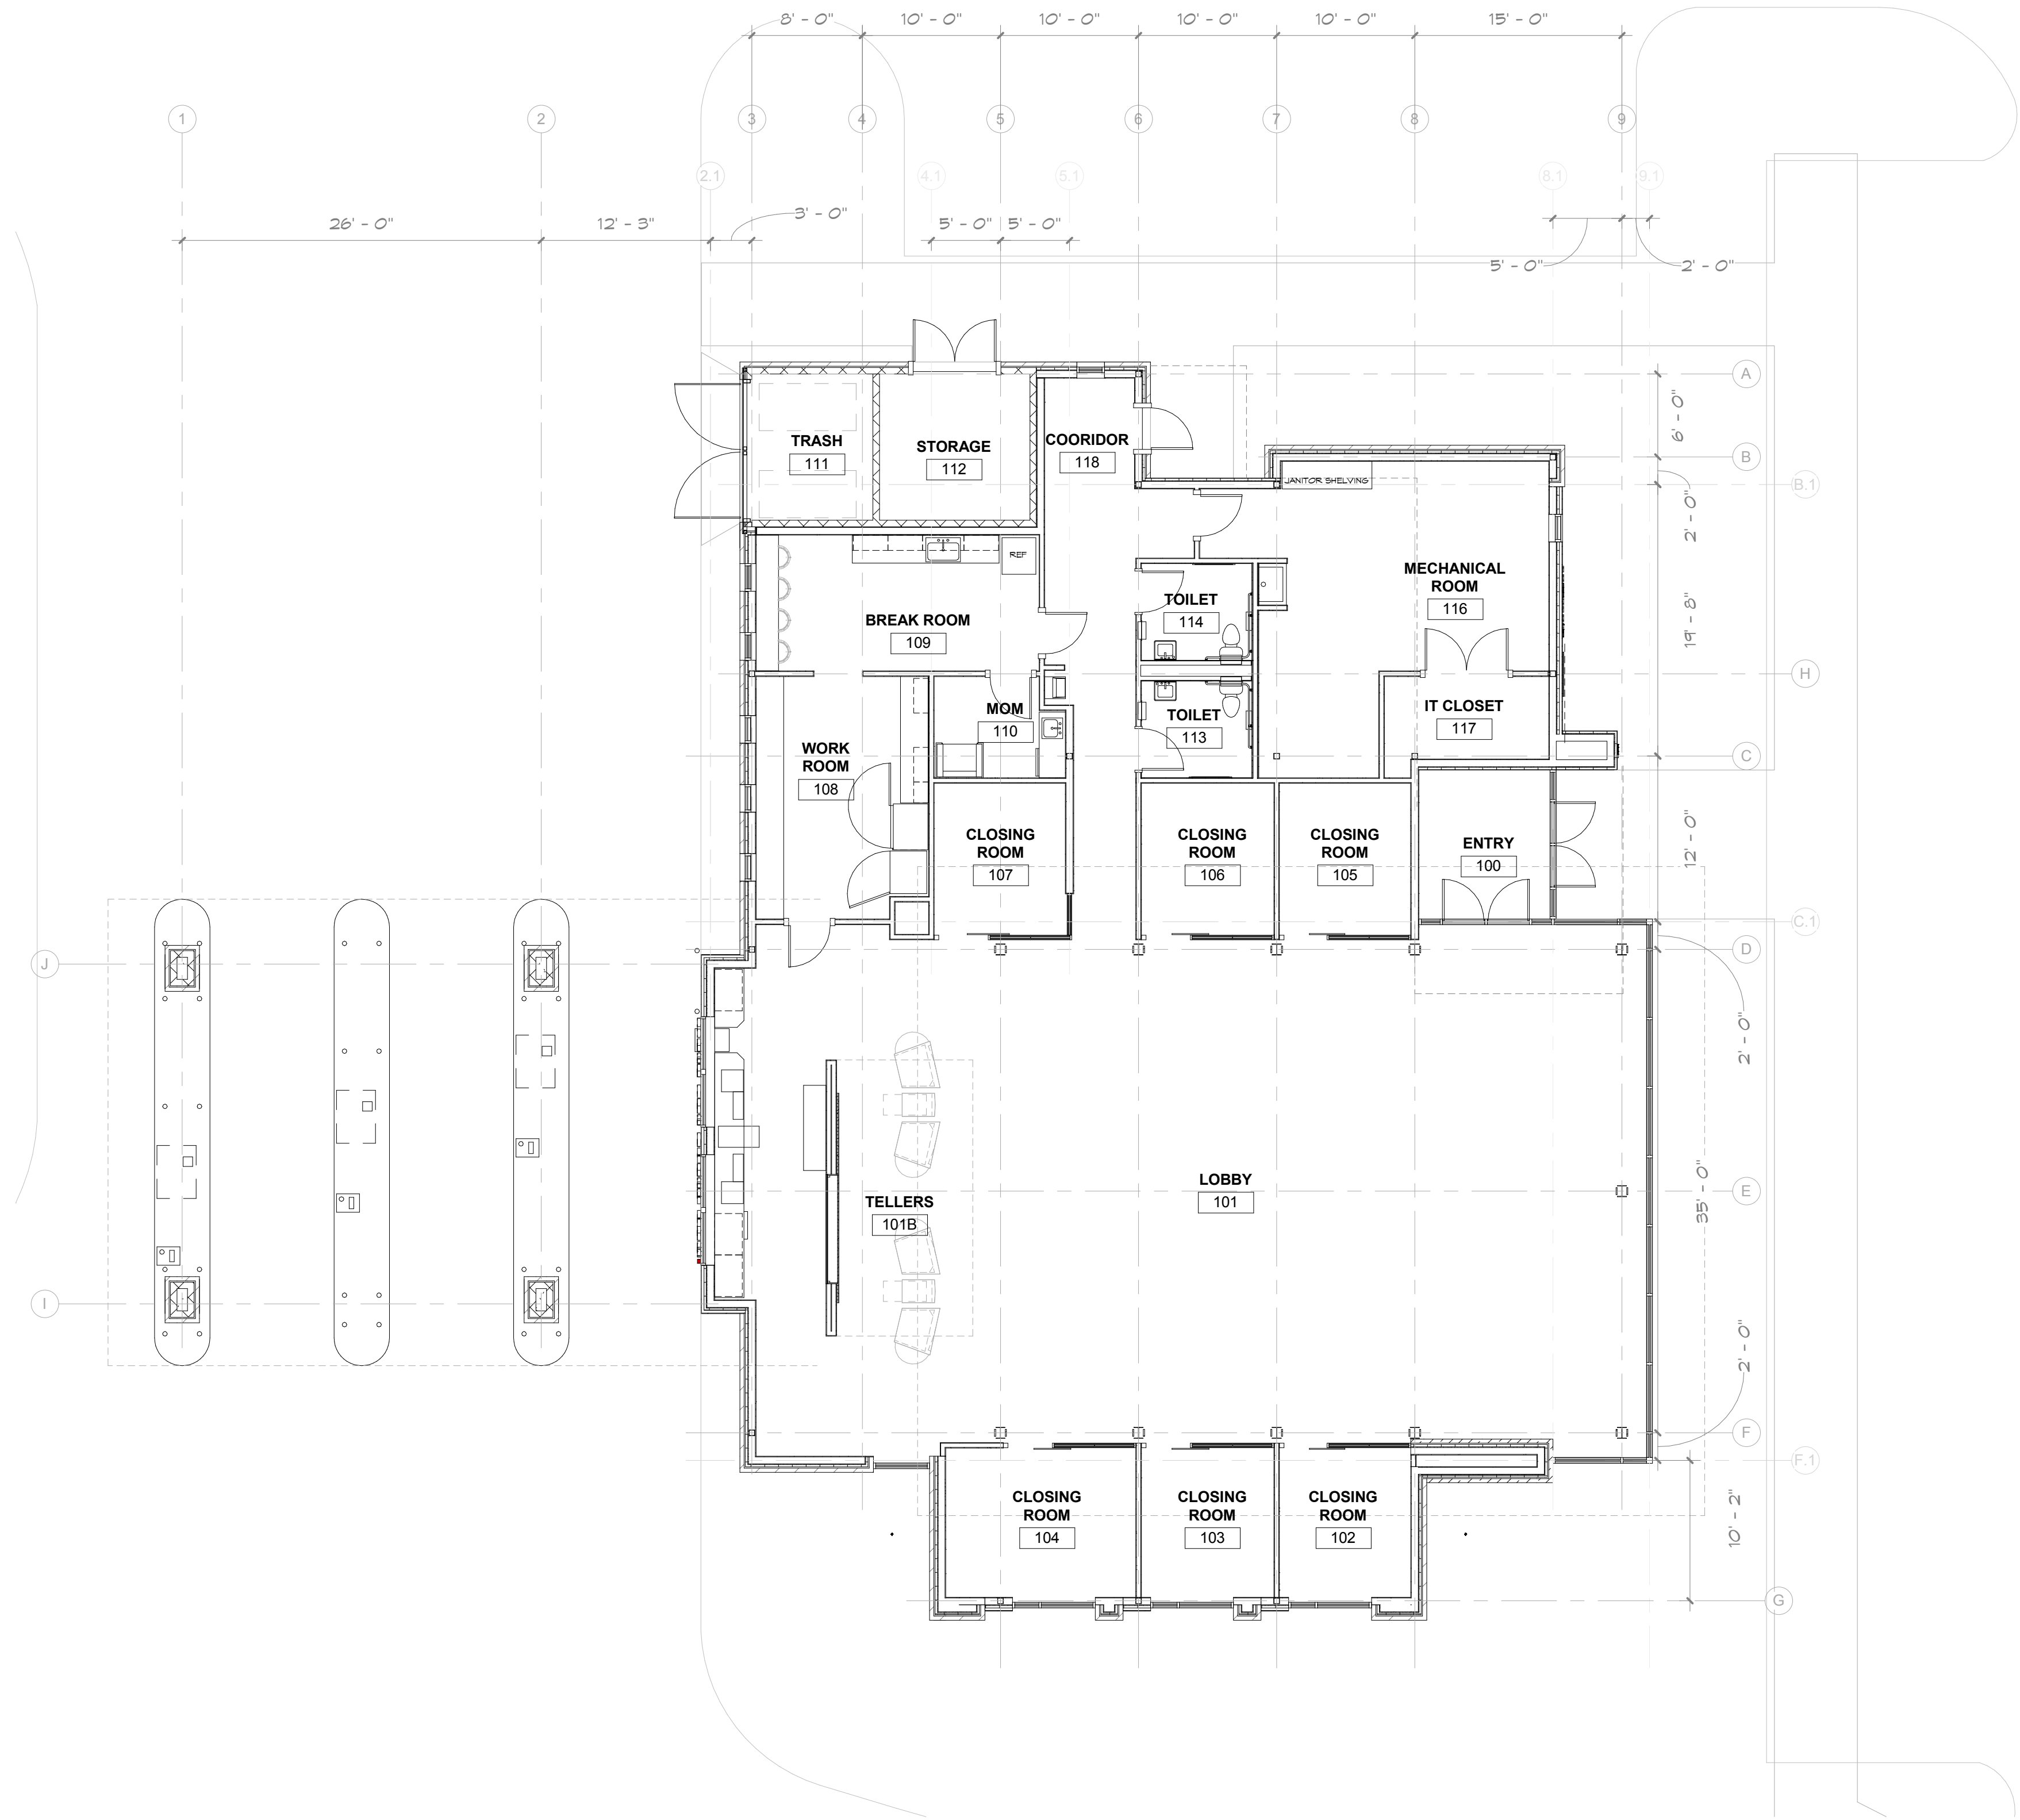 8' - 0" 10' - 0" 10' - 0" 10' - 0" 10' - 0" 15' - 0"
1 2 3 4 5 6 7 8 9
2.1 4.1 5.1 8.1 9.1
26' - 0" 12' - 3" 3' - 0" 5' - 0" 5' - 0"
5' - 0" 2' - 0"
A
6' - 0"
B
B.1
2' - 0"
19' - 8"
H
C
12' - 0"
C.1
D
J
2' - 0"
E
35' - 0"
I
2' - 0"
F
F.1
10' - 2"
G
TRASH
111
STORAGE
112
COORIDOR
118
JANITOR SHELVING
REF
MECHANICAL
ROOM
116
TOILET
114
BREAK ROOM
109
MOM
110
TOILET
113
IT CLOSET
117
WORK
ROOM
108
CLOSING
ROOM
107
CLOSING
ROOM
106
CLOSING
ROOM
105
ENTRY
100
TELLERS
101B
LOBBY
101
CLOSING
ROOM
104
CLOSING
ROOM
103
CLOSING
ROOM
102